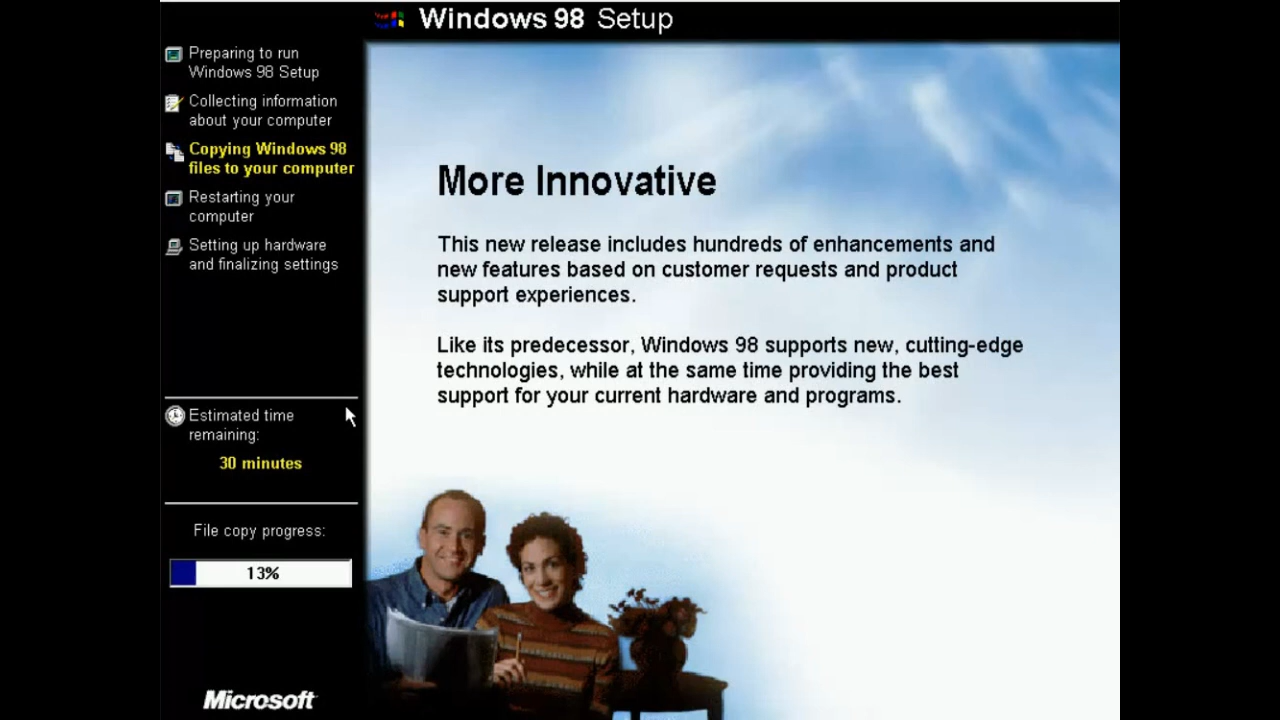 Windows 98 Setup
Preparing to run
Windows 98 Setup
Collecting information
about your computer
Copying Windows 98
files to your computer
Restarting your
computer
Setting up hardware
and finalizing settings
Estimated time
remaining:
30 minutes
File copy progress:
13%
Microsoft
More Innovative
This new release includes hundreds of enhancements and
new features based on customer requests and product
support experiences.
Like its predecessor, Windows 98 supports new, cutting-edge
technologies, while at the same time providing the best
support for your current hardware and programs.